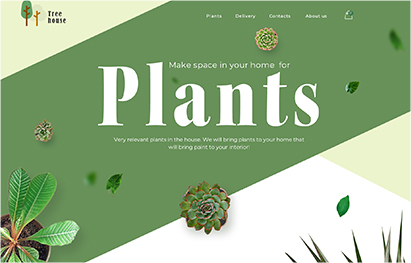 Tree
house
Plants Delivery Contacts About us
Make space in your home for
Plants
Very relevant plants in the house. We will bring plants to your home that
will bring paint to your interior!